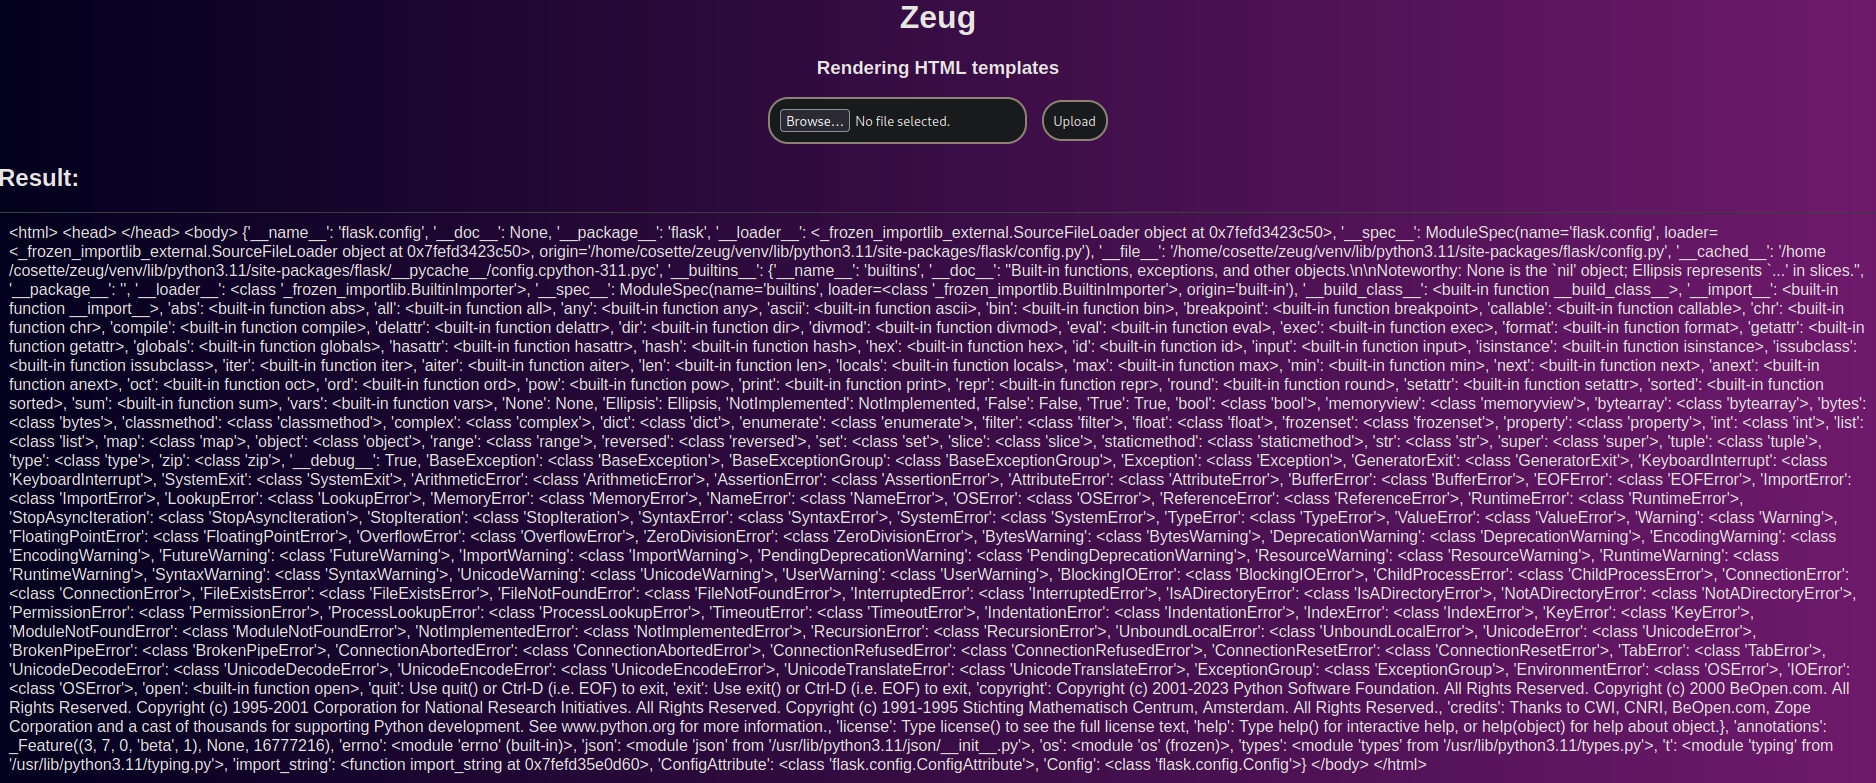 Zeug
Rendering HTML templates
Browse... No file selected. Upload
Result:
<html> <head> </head> <body> {'__name__': 'flask.config', '__doc__': None, '__package__': 'flask', '__loader__': <_frozen_importlib_external.SourceFileLoader object at 0x7fefd3423c50>, '__spec__': ModuleSpec(name='flask.config', loader=
<_frozen_importlib_external.SourceFileLoader object at 0x7fefd3423c50>, origin='/home/cosette/zeug/venv/lib/python3.11/site-packages/flask/config.py'), '__file__': '/home/cosette/zeug/venv/lib/python3.11/site-packages/flask/config.py', '__cached__': '/home
/cosette/zeug/venv/lib/python3.11/site-packages/flask/__pycache__/config.cpython-311.pyc', '__builtins__': {'__name__': 'builtins', '__doc__': "Built-in functions, exceptions, and other objects.\n\nNoteworthy: None is the `nil' object; Ellipsis represents `...' in slices.",
'__package__': '', '__loader__': <class '_frozen_importlib.BuiltinImporter'>, '__spec__': ModuleSpec(name='builtins', loader=<class '_frozen_importlib.BuiltinImporter'>, origin='built-in'), '__build_class__': <built-in function __build_class__>, '__import__': <built-in
function __import__>, 'abs': <built-in function abs>, 'all': <built-in function all>, 'any': <built-in function any>, 'ascii': <built-in function ascii>, 'bin': <built-in function bin>, 'breakpoint': <built-in function breakpoint>, 'callable': <built-in function callable>, 'chr': <built-in
function chr>, 'compile': <built-in function compile>, 'delattr': <built-in function delattr>, 'dir': <built-in function dir>, 'divmod': <built-in function divmod>, 'eval': <built-in function eval>, 'exec': <built-in function exec>, 'format': <built-in function format>, 'getattr': <built-in
function getattr>, 'globals': <built-in function globals>, 'hasattr': <built-in function hasattr>, 'hash': <built-in function hash>, 'hex': <built-in function hex>, 'id': <built-in function id>, 'input': <built-in function input>, 'isinstance': <built-in function isinstance>, 'issubclass':
<built-in function issubclass>, 'iter': <built-in function iter>, 'aiter': <built-in function aiter>, 'len': <built-in function len>, 'locals': <built-in function locals>, 'max': <built-in function max>, 'min': <built-in function min>, 'next': <built-in function next>, 'anext': <built-in
function anext>, 'oct': <built-in function oct>, 'ord': <built-in function ord>, 'pow': <built-in function pow>, 'print': <built-in function print>, 'repr': <built-in function repr>, 'round': <built-in function round>, 'setattr': <built-in function setattr>, 'sorted': <built-in function
sorted>, 'sum': <built-in function sum>, 'vars': <built-in function vars>, 'None': None, 'Ellipsis': Ellipsis, 'NotImplemented': NotImplemented, 'False': False, 'True': True, 'bool': <class 'bool'>, 'memoryview': <class 'memoryview'>, 'bytearray': <class 'bytearray'>, 'bytes':
<class 'bytes'>, 'classmethod': <class 'classmethod'>, 'complex': <class 'complex'>, 'dict': <class 'dict'>, 'enumerate': <class 'enumerate'>, 'filter': <class 'filter'>, 'float': <class 'float'>, 'frozenset': <class 'frozenset'>, 'property': <class 'property'>, 'int': <class 'int'>, 'list':
<class 'list'>, 'map': <class 'map'>, 'object': <class 'object'>, 'range': <class 'range'>, 'reversed': <class 'reversed'>, 'set': <class 'set'>, 'slice': <class 'slice'>, 'staticmethod': <class 'staticmethod'>, 'str': <class 'str'>, 'super': <class 'super'>, 'tuple': <class 'tuple'>,
'type': <class 'type'>, 'zip': <class 'zip'>, '__debug__': True, 'BaseException': <class 'BaseException'>, 'BaseExceptionGroup': <class 'BaseExceptionGroup'>, 'Exception': <class 'Exception'>, 'GeneratorExit': <class 'GeneratorExit'>, 'KeyboardInterrupt': <class
'KeyboardInterrupt'>, 'SystemExit': <class 'SystemExit'>, 'ArithmeticError': <class 'ArithmeticError'>, 'AssertionError': <class 'AssertionError'>, 'AttributeError': <class 'AttributeError'>, 'BufferError': <class 'BufferError'>, 'EOFError': <class 'EOFError'>, 'ImportError':
<class 'ImportError'>, 'LookupError': <class 'LookupError'>, 'MemoryError': <class 'MemoryError'>, 'NameError': <class 'NameError'>, 'OSError': <class 'OSError'>, 'ReferenceError': <class 'ReferenceError'>, 'RuntimeError': <class 'RuntimeError'>,
'StopAsyncIteration': <class 'StopAsyncIteration'>, 'StopIteration': <class 'StopIteration'>, 'SyntaxError': <class 'SyntaxError'>, 'SystemError': <class 'SystemError'>, 'TypeError': <class 'TypeError'>, 'ValueError': <class 'ValueError'>, 'Warning': <class 'Warning'>,
'FloatingPointError': <class 'FloatingPointError'>, 'OverflowError': <class 'OverflowError'>, 'ZeroDivisionError': <class 'ZeroDivisionError'>, 'BytesWarning': <class 'BytesWarning'>, 'DeprecationWarning': <class 'DeprecationWarning'>, 'EncodingWarning': <class
'EncodingWarning'>, 'FutureWarning': <class 'FutureWarning'>, 'ImportWarning': <class 'ImportWarning'>, 'PendingDeprecationWarning': <class 'PendingDeprecationWarning'>, 'ResourceWarning': <class 'ResourceWarning'>, 'RuntimeWarning': <class
'RuntimeWarning'>, 'SyntaxWarning': <class 'SyntaxWarning'>, 'UnicodeWarning': <class 'UnicodeWarning'>, 'UserWarning': <class 'UserWarning'>, 'BlockingIOError': <class 'BlockingIOError'>, 'ChildProcessError': <class 'ChildProcessError'>, 'ConnectionError':
<class 'ConnectionError'>, 'FileExistsError': <class 'FileExistsError'>, 'FileNotFoundError': <class 'FileNotFoundError'>, 'InterruptedError': <class 'InterruptedError'>, 'IsADirectoryError': <class 'IsADirectoryError'>, 'NotADirectoryError': <class 'NotADirectoryError'>,
'PermissionError': <class 'PermissionError'>, 'ProcessLookupError': <class 'ProcessLookupError'>, 'TimeoutError': <class 'TimeoutError'>, 'IndentationError': <class 'IndentationError'>, 'IndexError': <class 'IndexError'>, 'KeyError': <class 'KeyError'>,
'ModuleNotFoundError': <class 'ModuleNotFoundError'>, 'NotImplementedError': <class 'NotImplementedError'>, 'RecursionError': <class 'RecursionError'>, 'UnboundLocalError': <class 'UnboundLocalError'>, 'UnicodeError': <class 'UnicodeError'>,
'BrokenPipeError': <class 'BrokenPipeError'>, 'ConnectionAbortedError': <class 'ConnectionAbortedError'>, 'ConnectionRefusedError': <class 'ConnectionRefusedError'>, 'ConnectionResetError': <class 'ConnectionResetError'>, 'TabError': <class 'TabError'>,
'UnicodeDecodeError': <class 'UnicodeDecodeError'>, 'UnicodeEncodeError': <class 'UnicodeEncodeError'>, 'UnicodeTranslateError': <class 'UnicodeTranslateError'>, 'ExceptionGroup': <class 'ExceptionGroup'>, 'EnvironmentError': <class 'OSError'>, 'IOError':
<class 'OSError'>, 'open': <built-in function open>, 'quit': Use quit() or Ctrl-D (i.e. EOF) to exit, 'exit': Use exit() or Ctrl-D (i.e. EOF) to exit, 'copyright': Copyright (c) 2001-2023 Python Software Foundation. All Rights Reserved. Copyright (c) 2000 BeOpen.com. All
Rights Reserved. Copyright (c) 1995-2001 Corporation for National Research Initiatives. All Rights Reserved. Copyright (c) 1991-1995 Stichting Mathematisch Centrum, Amsterdam. All Rights Reserved., 'credits': Thanks to CWI, CNRI, BeOpen.com, Zope
Corporation and a cast of thousands for supporting Python development. See www.python.org for more information., 'license': Type license() to see the full license text, 'help': Type help() for interactive help, or help(object) for help about object.}, 'annotations':
_Feature((3, 7, 0, 'beta', 1), None, 16777216), 'errno': <module 'errno' (built-in)>, 'json': <module 'json' from '/usr/lib/python3.11/json/__init__.py'>, 'os': <module 'os' (frozen)>, 'types': <module 'types' from '/usr/lib/python3.11/types.py'>, 't': <module 'typing' from
'/usr/lib/python3.11/typing.py'>, 'import_string': <function import_string at 0x7fefd35e0d60>, 'ConfigAttribute': <class 'flask.config.ConfigAttribute'>, 'Config': <class 'flask.config.Config'>} </body> </html>